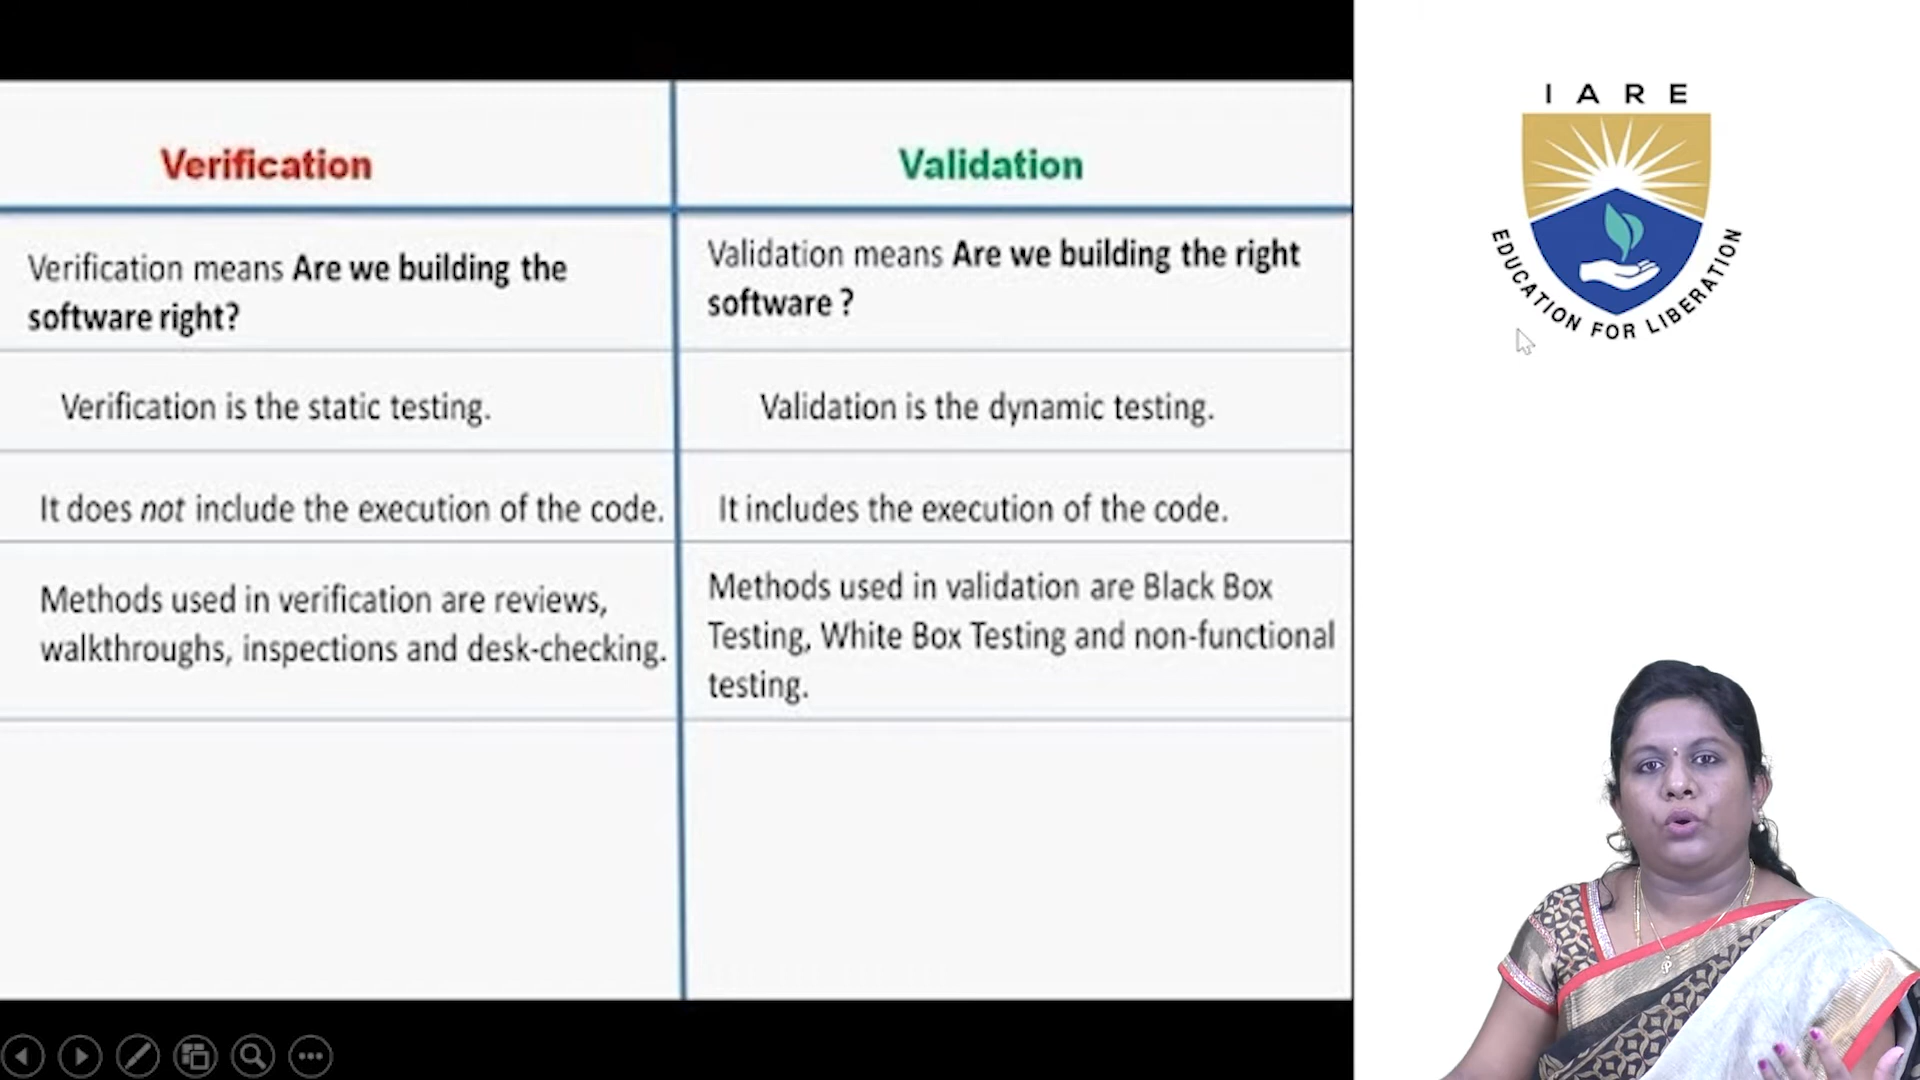 Verification
Validation
Verification means Are we building the
software right?
Validation means Are we building the right
software ?
Verification is the static testing.
Validation is the dynamic testing.
It does not include the execution of the code.
It includes the execution of the code.
Methods used in verification are reviews,
walkthroughs, inspections and desk-checking.
Methods used in validation are Black Box
Testing, White Box Testing and non-functional
testing.
I A R E
EDUCATION FOR LIBERATION